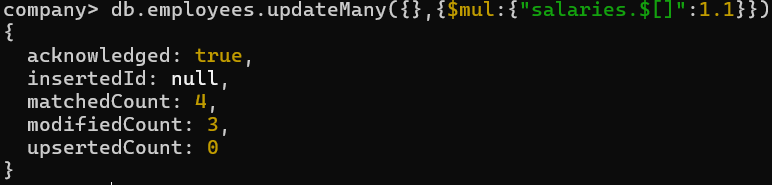 company> db.employees.updateMany({},{$mul:{"salaries.$[]":1.1}})
{
  acknowledged: true,
  insertedId: null,
  matchedCount: 4,
  modifiedCount: 3,
  upsertedCount: 0
}